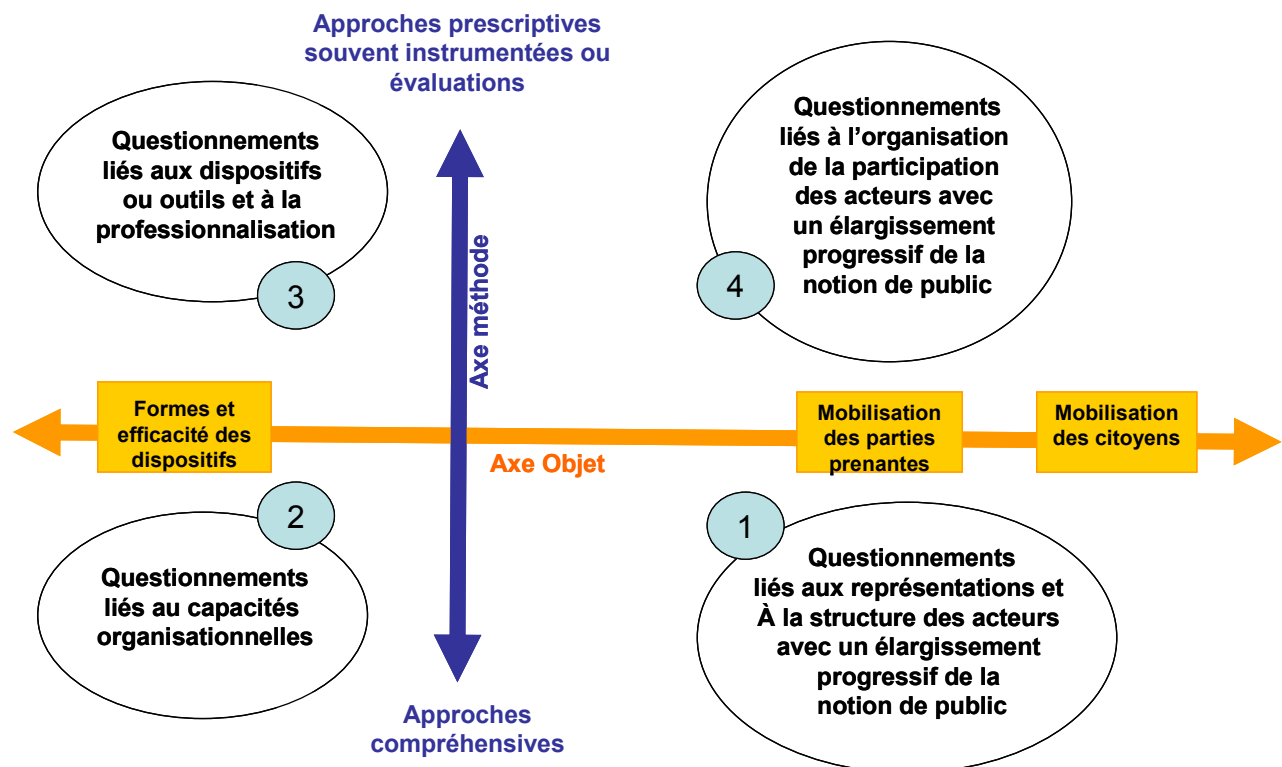 Approches prescriptives
souvent instrumentées ou
évaluations
Questionnements
liés aux dispositifs
ou outils et à la
professionnalisation
3
Questionnements
liés à l'organisation
de la participation
des acteurs avec
un élargissement
progressif de la
notion de public
4
Axe méthode
Formes et
efficacité des
dispositifs
Axe Objet
Mobilisation
des parties
prenantes
Mobilisation
des citoyens
2
Questionnements
liés au capacités
organisationnelles
1
Questionnements
liés aux représentations et
À la structure des acteurs
avec un élargissement
progressif de la
notion de public
Approches
compréhensives